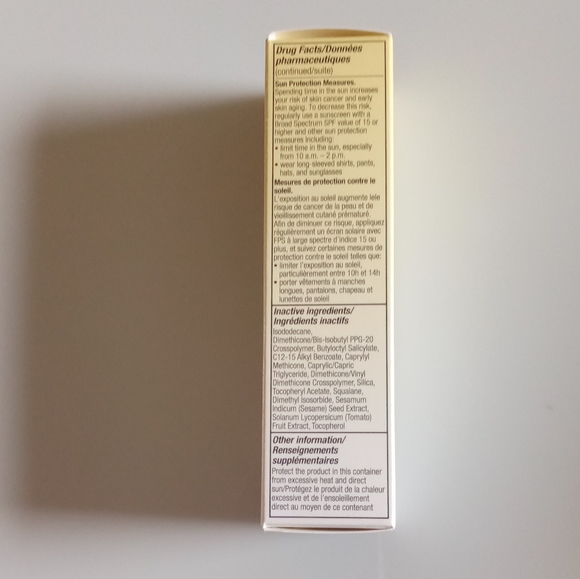 Drug Facts/Données
pharmaceutiques
(continued/suite)
Sun Protection Measures.
Spending time in the sun increases
your risk of skin cancer and early
skin aging. To decrease this risk,
regularly use a sunscreen with a
Broad Spectrum SPF value of 15 or
higher and other sun protection
measures including:
• limit time in the sun, especially
from 10 a.m. – 2 p.m.
• wear long-sleeved shirts, pants,
hats, and sunglasses
Mesures de protection contre le
soleil.
L'exposition au soleil augmente le/le
risque de cancer de la peau et de
vieillissement cutané prématuré.
Afin de diminuer ce risque, appliquez
régulièrement un écran solaire avec
FPS à large spectre d'indice 15 ou
plus, et suivez certaines mesures de
protection contre le soleil telles que:
• limiter l'exposition au soleil,
particulièrement entre 10h et 14h
• porter vêtements à manches
longues, pantalons, chapeau et
lunettes de soleil
Inactive ingredients/
Ingrédients inactifs
Isododecane,
Dimethicone/Bis-Isobutyl PPG-20
Crosspolymer, Butyloctyl Salicylate,
C12-15 Alkyl Benzoate, Caprylyl
Methicone, Caprylic/Capric
Triglyceride, Dimethicone/Vinyl
Dimethicone Crosspolymer, Silica,
Tocopheryl Acetate, Squalane,
Dimethyl Isosorbide, Sesamum
Indicum (Sesame) Seed Extract,
Solanum Lycopersicum (Tomato)
Fruit Extract, Tocopherol
Other information/
Renseignements
supplémentaires
Protect the product in this container
from excessive heat and direct
sun/Protégez le produit de la chaleur
excessive et de l'ensoleillement
direct au moyen de ce contenant